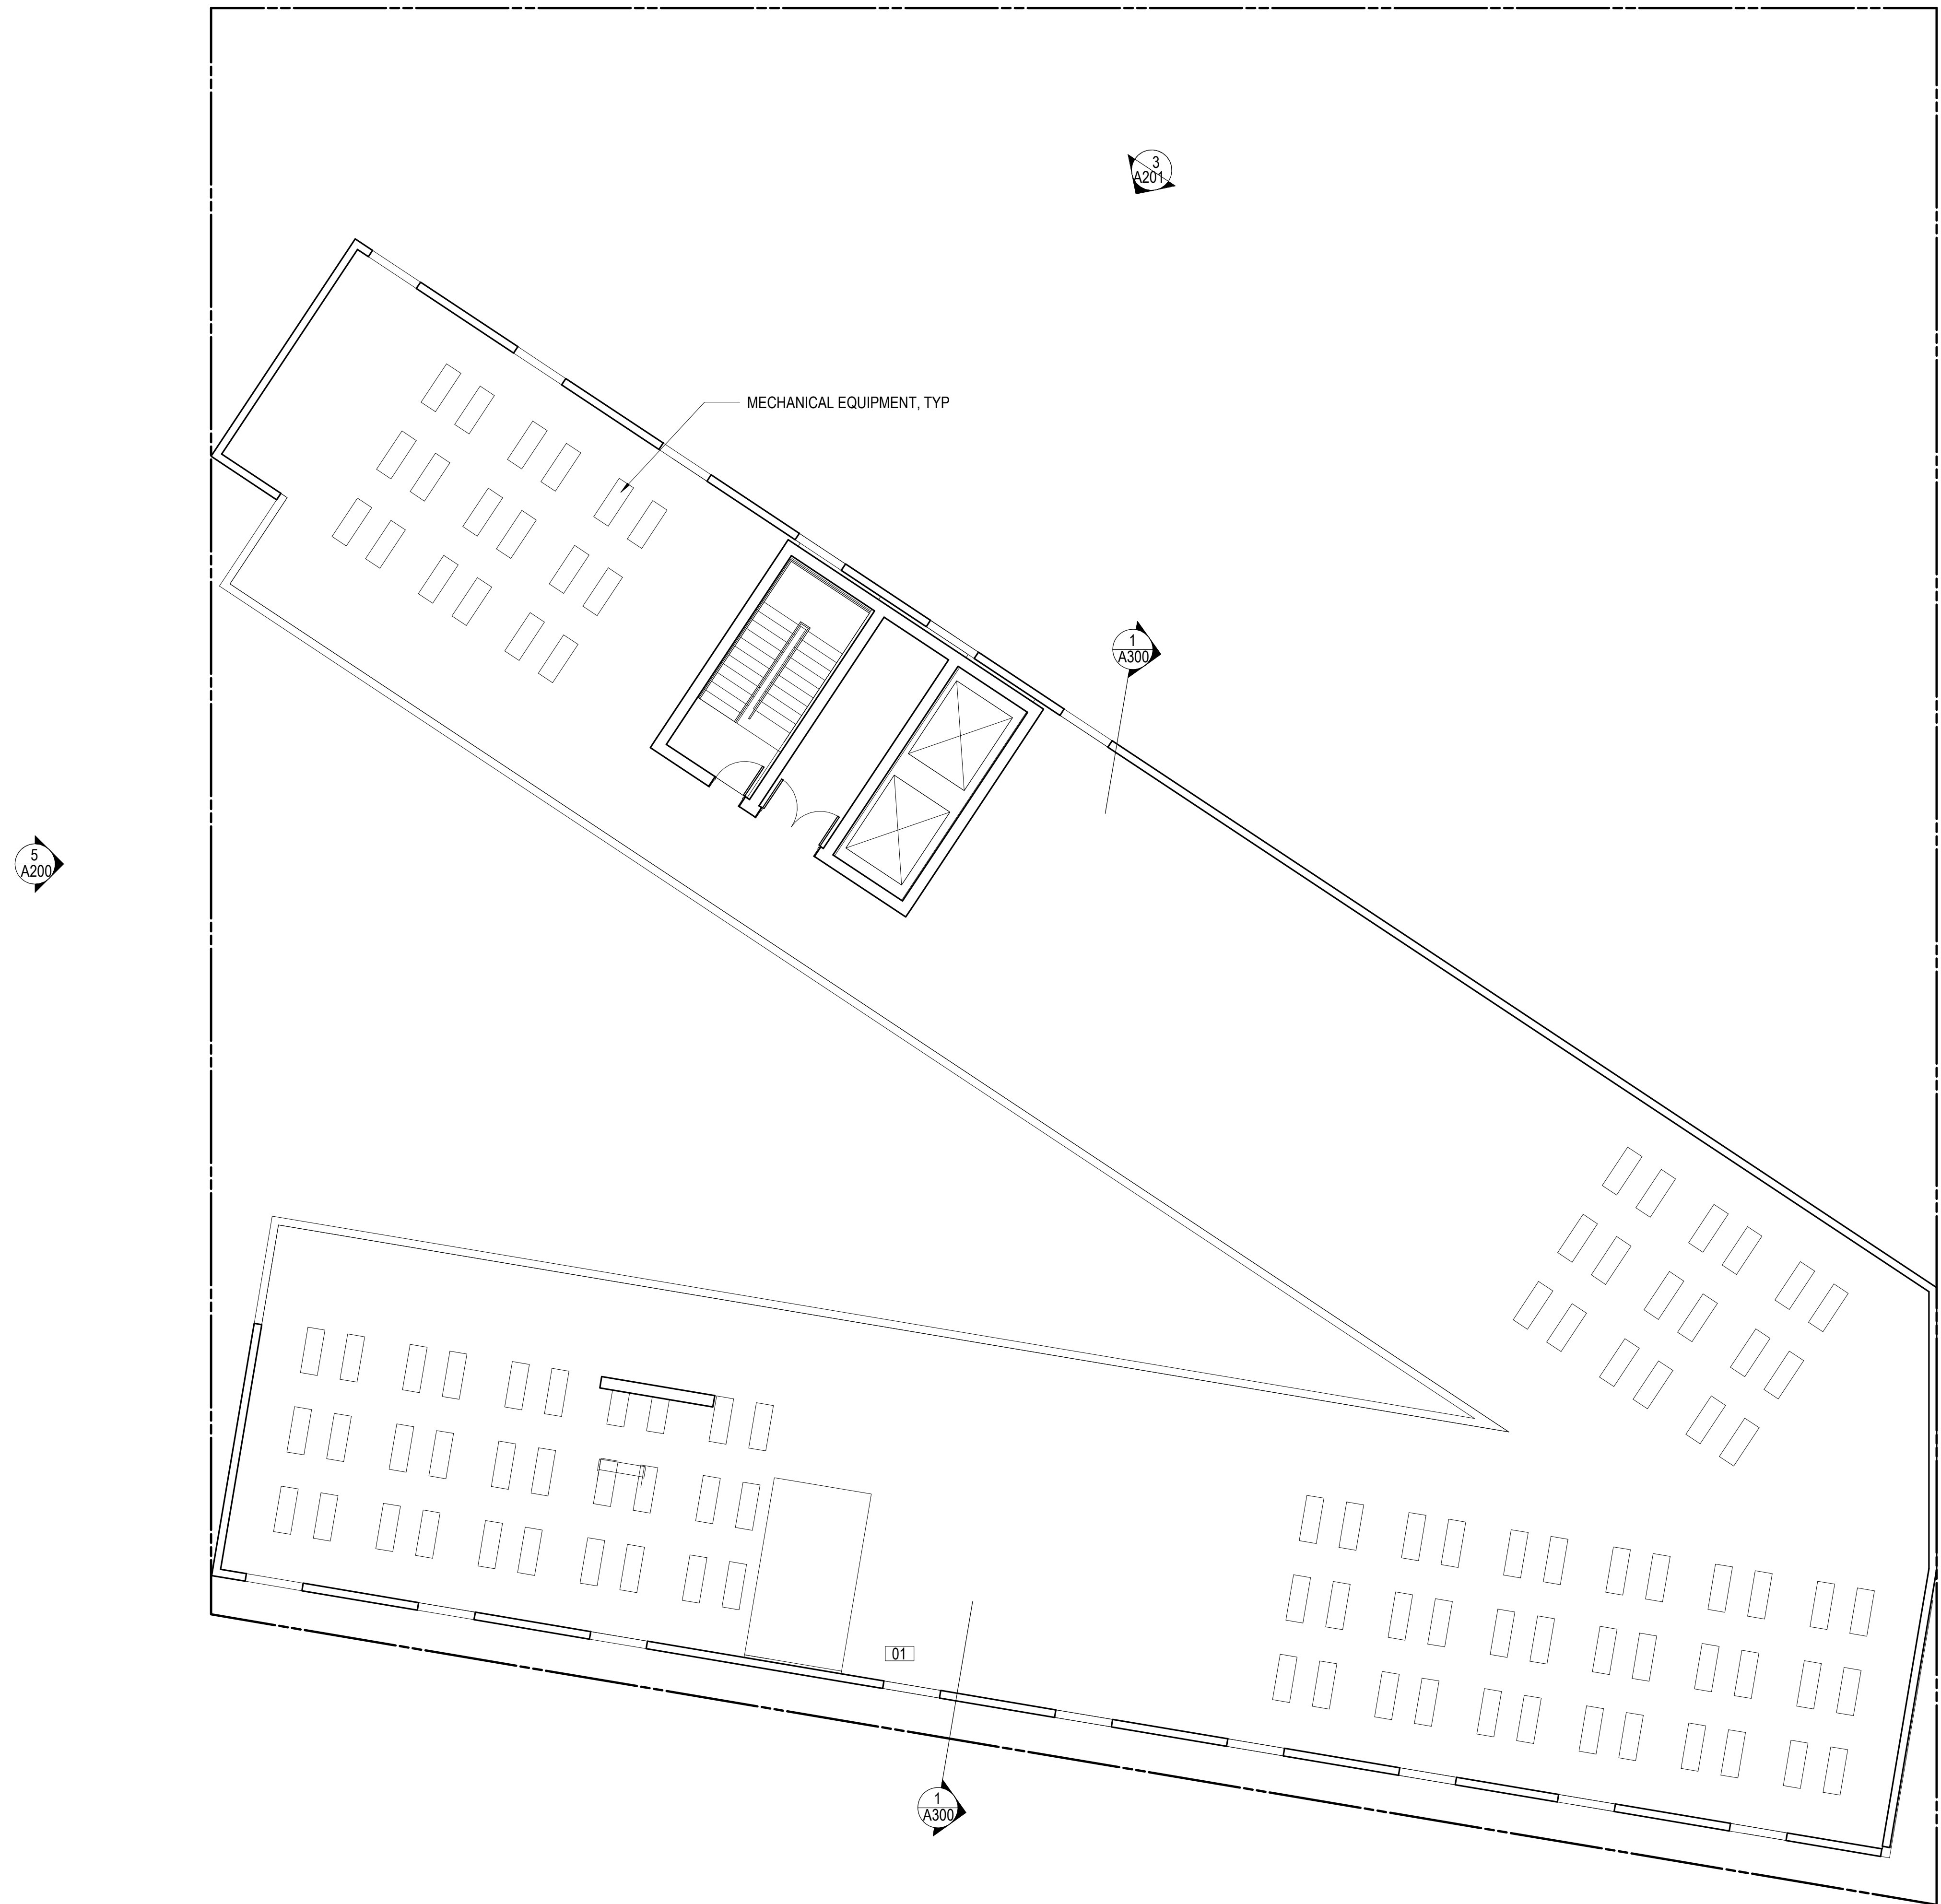 3
A201
MECHANICAL EQUIPMENT, TYP
1
A300
5
A200
01
1
A300